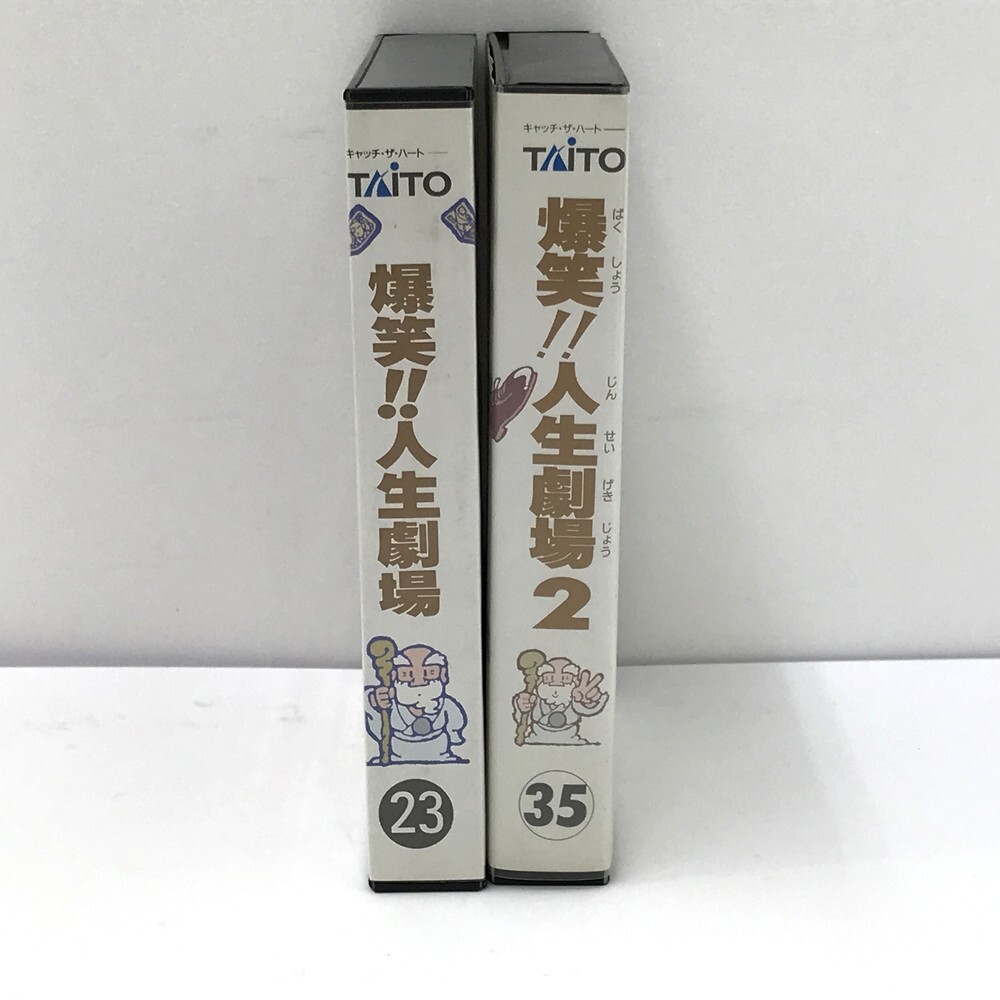 キャッチ・ザ・ハート
TAiTO
爆笑!!人生劇場
23
キャッチ・ザ・ハート
TAiTO
爆笑!!人生劇場2
ばくしょう
じんせいげきじょう
35